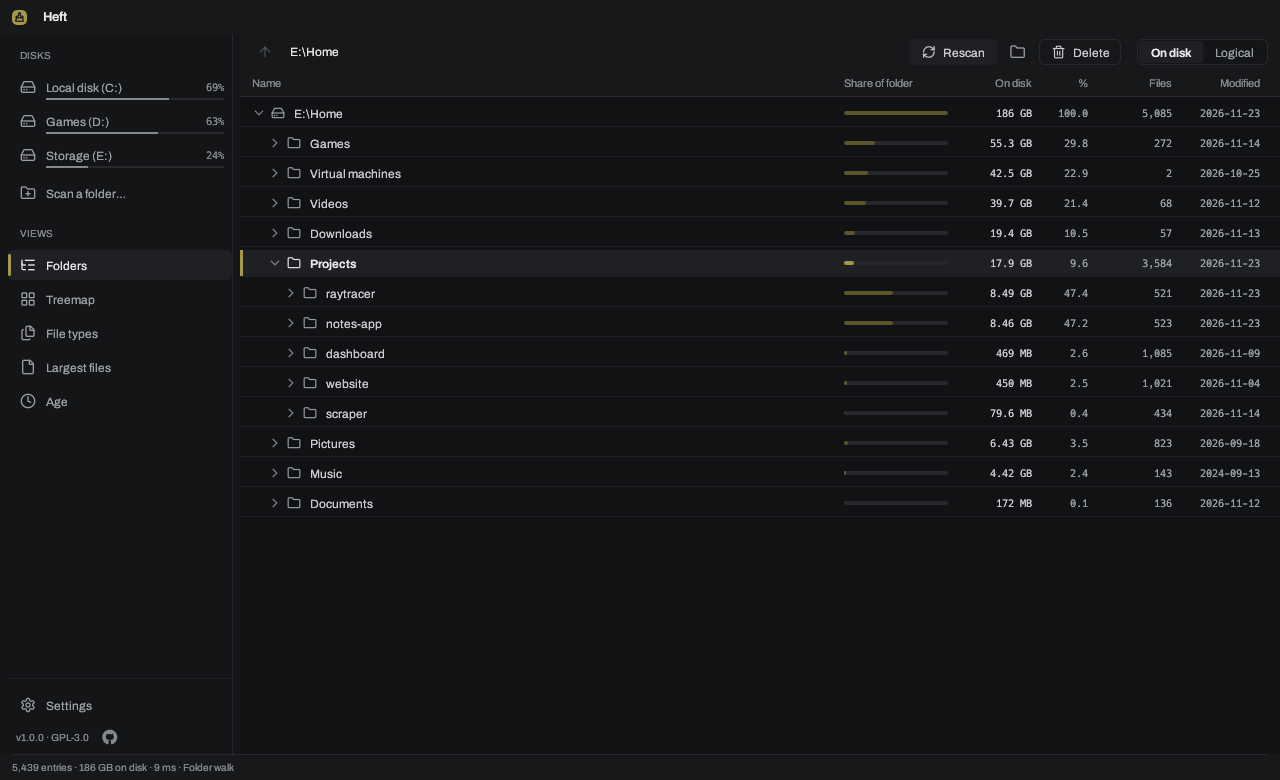 Heft
DISKS
Local disk (C:) 69%
Games (D:) 63%
Storage (E:) 24%
Scan a folder...
VIEWS
Folders
Treemap
File types
Largest files
Age
Settings
v1.0.0 · GPL-3.0
E:\Home Rescan Delete On disk Logical
Name Share of folder On disk % Files Modified
E:\Home 186 GB 100.0 5,085 2026-11-23
Games 55.3 GB 29.8 272 2026-11-14
Virtual machines 42.5 GB 22.9 2 2026-10-25
Videos 39.7 GB 21.4 68 2026-11-12
Downloads 19.4 GB 10.5 57 2026-11-13
Projects 17.9 GB 9.6 3,584 2026-11-23
raytracer 8.49 GB 47.4 521 2026-11-23
notes-app 8.46 GB 47.2 523 2026-11-23
dashboard 469 MB 2.6 1,085 2026-11-09
website 450 MB 2.5 1,021 2026-11-04
scraper 79.6 MB 0.4 434 2026-11-14
Pictures 6.43 GB 3.5 823 2026-09-18
Music 4.42 GB 2.4 143 2024-09-13
Documents 172 MB 0.1 136 2026-11-12
5,439 entries · 186 GB on disk · 9 ms · Folder walk